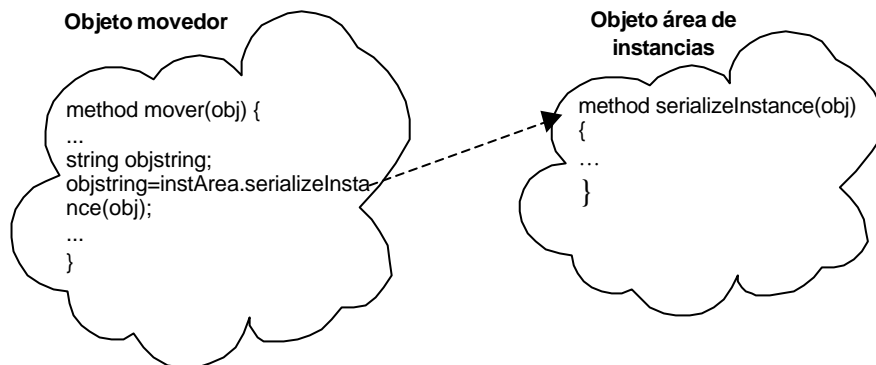 Objeto movedor
method mover(obj) {
...
string objstring;
objstring=instArea.serializeInsta
nce(obj);
...
}
Objeto área de
instancias
method serializeInstance(obj)
{
...
}